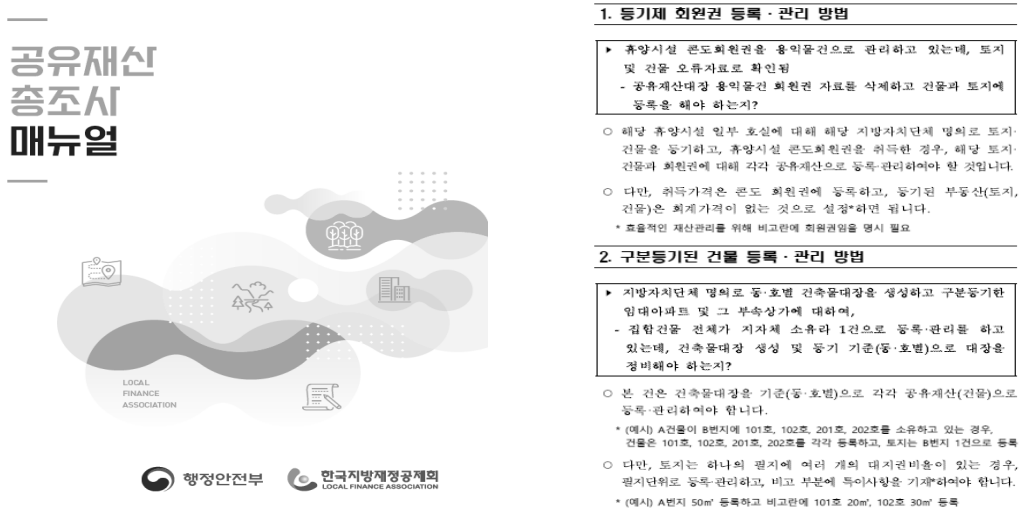 공유재산
총조사
매뉴얼
LOCAL
FINANCE
ASSOCIATION
행정안전부
한국지방재정공제회
LOCAL FINANCE ASSOCIATION
1. 등기제 회원권 등록 · 관리 방법
▸ 휴양시설 콘도회원권을 용익물건으로 관리하고 있는데, 토지
및 건물 오류자료로 확인됨
- 공유재산대장 용익물건 회원권 자료를 삭제하고 건물과 토지에
등록을 해야 하는지?
○ 해당 휴양시설 일부 호실에 대해 해당 지방자치단체 명의로 토지·
건물을 등기하고, 휴양시설 콘도회원권을 취득한 경우, 해당 토지·
건물과 회원권에 대해 각각 공유재산으로 등록·관리하여야 할 것입니다.
○ 다만, 취득가격은 콘도 회원권에 등록하고, 등기된 부동산(토지,
건물)은 회계가격이 없는 것으로 설정*하면 됩니다.
* 효율적인 재산관리를 위해 비고란에 회원권임을 명시 필요
2. 구분등기된 건물 등록 · 관리 방법
▸ 지방자치단체 명의로 동·호별 건축물대장을 생성하고 구분등기한
임대아파트 및 그 부속상가에 대하여,
- 집합건물 전체가 지자체 소유라 1건으로 등록·관리를 하고
있는데, 건축물대장 생성 및 등기 기준(동·호별)으로 대장을
정비해야 하는지?
○ 본 건은 건축물대장을 기준(동·호별)으로 각각 공유재산(건물)으로
등록·관리하여야 합니다.
* (예시) A건물이 B번지에 101호, 102호, 201호, 202호를 소유하고 있는 경우,
건물은 101호, 102호, 201호, 202호를 각각 등록하고, 토지는 B번지 1건으로 등록
○ 다만, 토지는 하나의 필지에 여러 개의 대지권비율이 있는 경우,
필지단위로 등록·관리하고, 비고 부분에 특이사항을 기재*하여야 합니다.
* (예시) A번지 50㎡ 등록하고 비고란에 101호 20㎡, 102호 30㎡ 등록